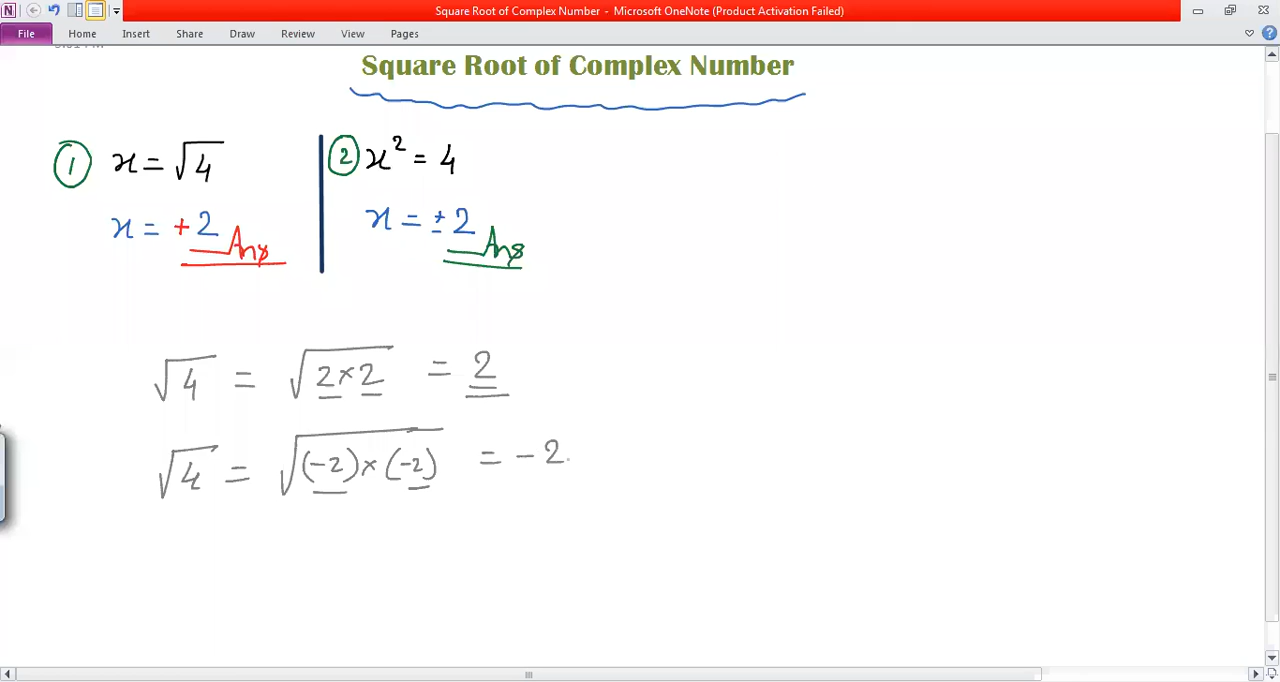 Square Root of Complex Number - Microsoft OneNote (Product Activation Failed)
File Home Insert Share Draw Review View Pages
Square Root of Complex Number
① x = √4
x = +2 Ans
② x² = 4
x = ±2 Ans
√4 = √2×2 = 2
√4 = √(-2)×(-2) = -2